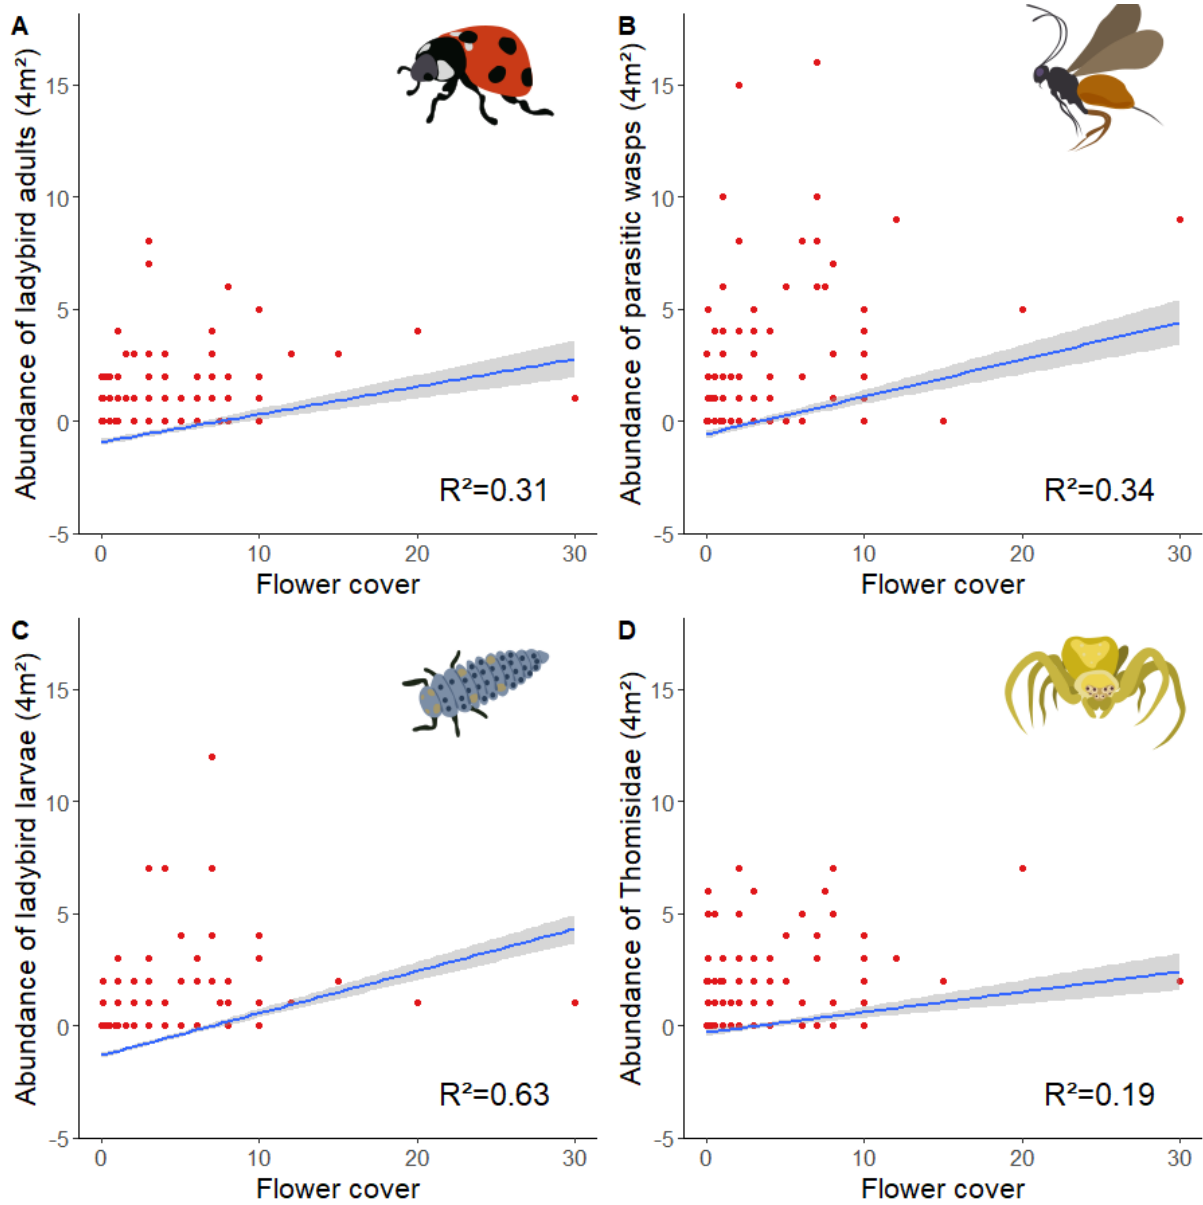 A
Abundance of ladybird adults (4m²)
15
10
5
0
-5
R²=0.31
0 10 20 30
Flower cover
B
Abundance of parasitic wasps (4m²)
15
10
5
0
-5
R²=0.34
0 10 20 30
Flower cover
C
Abundance of ladybird larvae (4m²)
15
10
5
0
-5
R²=0.63
0 10 20 30
Flower cover
D
Abundance of Thomisidae (4m²)
15
10
5
0
-5
R²=0.19
0 10 20 30
Flower cover